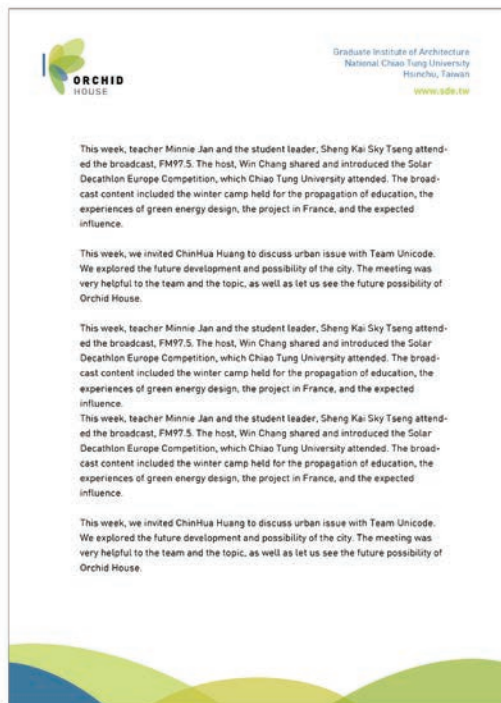 ORCHID
HOUSE
Graduate Institute of Architecture
National Chiao Tung University
Hsinchu, Taiwan
www.sde.tw
This week, teacher Minnie Jan and the student leader, Sheng Kai Sky Tseng attend-
ed the broadcast, FM97.5. The host, Win Chang shared and introduced the Solar
Decathlon Europe Competition, which Chiao Tung University attended. The broad-
cast content included the winter camp held for the propagation of education, the
experiences of green energy design, the project in France, and the expected
influence.
This week, we invited ChinHua Huang to discuss urban issue with Team Unicode.
We explored the future development and possibility of the city. The meeting was
very helpful to the team and the topic, as well as let us see the future possibility of
Orchid House.
This week, teacher Minnie Jan and the student leader, Sheng Kai Sky Tseng attend-
ed the broadcast, FM97.5. The host, Win Chang shared and introduced the Solar
Decathlon Europe Competition, which Chiao Tung University attended. The broad-
cast content included the winter camp held for the propagation of education, the
experiences of green energy design, the project in France, and the expected
influence.
This week, teacher Minnie Jan and the student leader, Sheng Kai Sky Tseng attend-
ed the broadcast, FM97.5. The host, Win Chang shared and introduced the Solar
Decathlon Europe Competition, which Chiao Tung University attended. The broad-
cast content included the winter camp held for the propagation of education, the
experiences of green energy design, the project in France, and the expected
influence.
This week, we invited ChinHua Huang to discuss urban issue with Team Unicode.
We explored the future development and possibility of the city. The meeting was
very helpful to the team and the topic, as well as let us see the future possibility of
Orchid House.